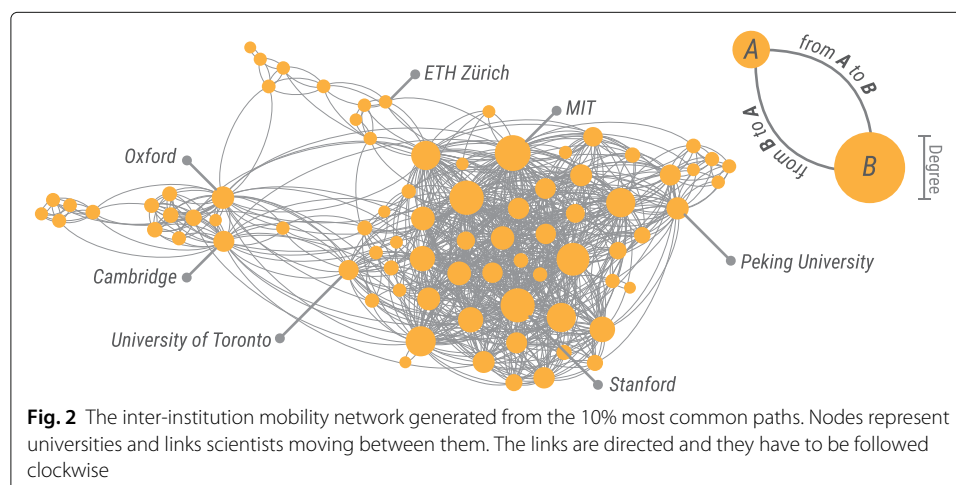 A
from A to B
ETH Zürich
MIT
Oxford
from B to A
B
Degree
Cambridge
Peking University
University of Toronto
Stanford
Fig. 2 The inter-institution mobility network generated from the 10% most common paths. Nodes represent
universities and links scientists moving between them. The links are directed and they have to be followed
clockwise